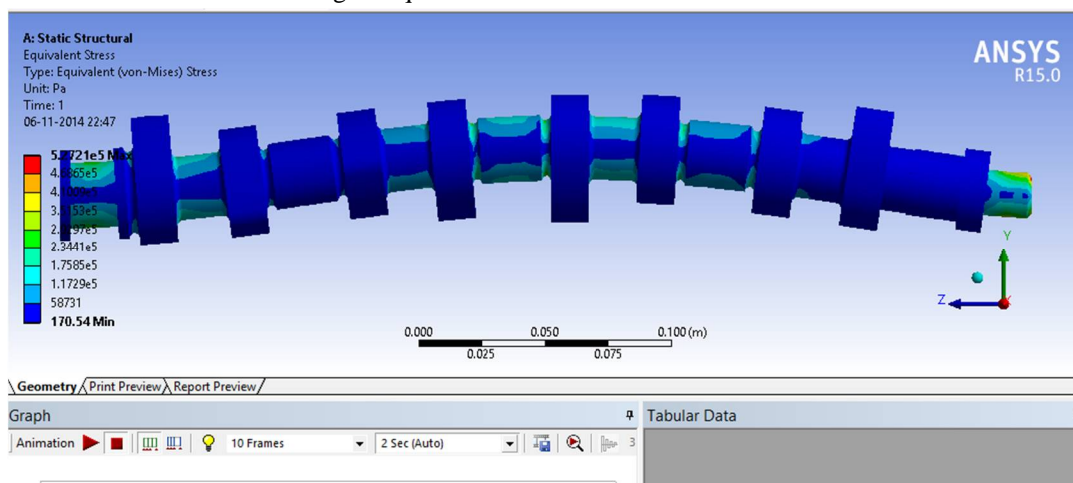 A: Static Structural
Equivalent Stress
Type: Equivalent (von-Mises) Stress
Unit: Pa
Time: 1
06-11-2014 22:47
ANSYS
R15.0
Max
2.3441e5
1.7585e5
1.1729e5
58731
170.54 Min
Y
Z
0.000 0.050 0.100 (m)
0.025 0.075
Geometry Print Preview Report Preview
Graph
Tabular Data
Animation 10 Frames 2 Sec (Auto) 3